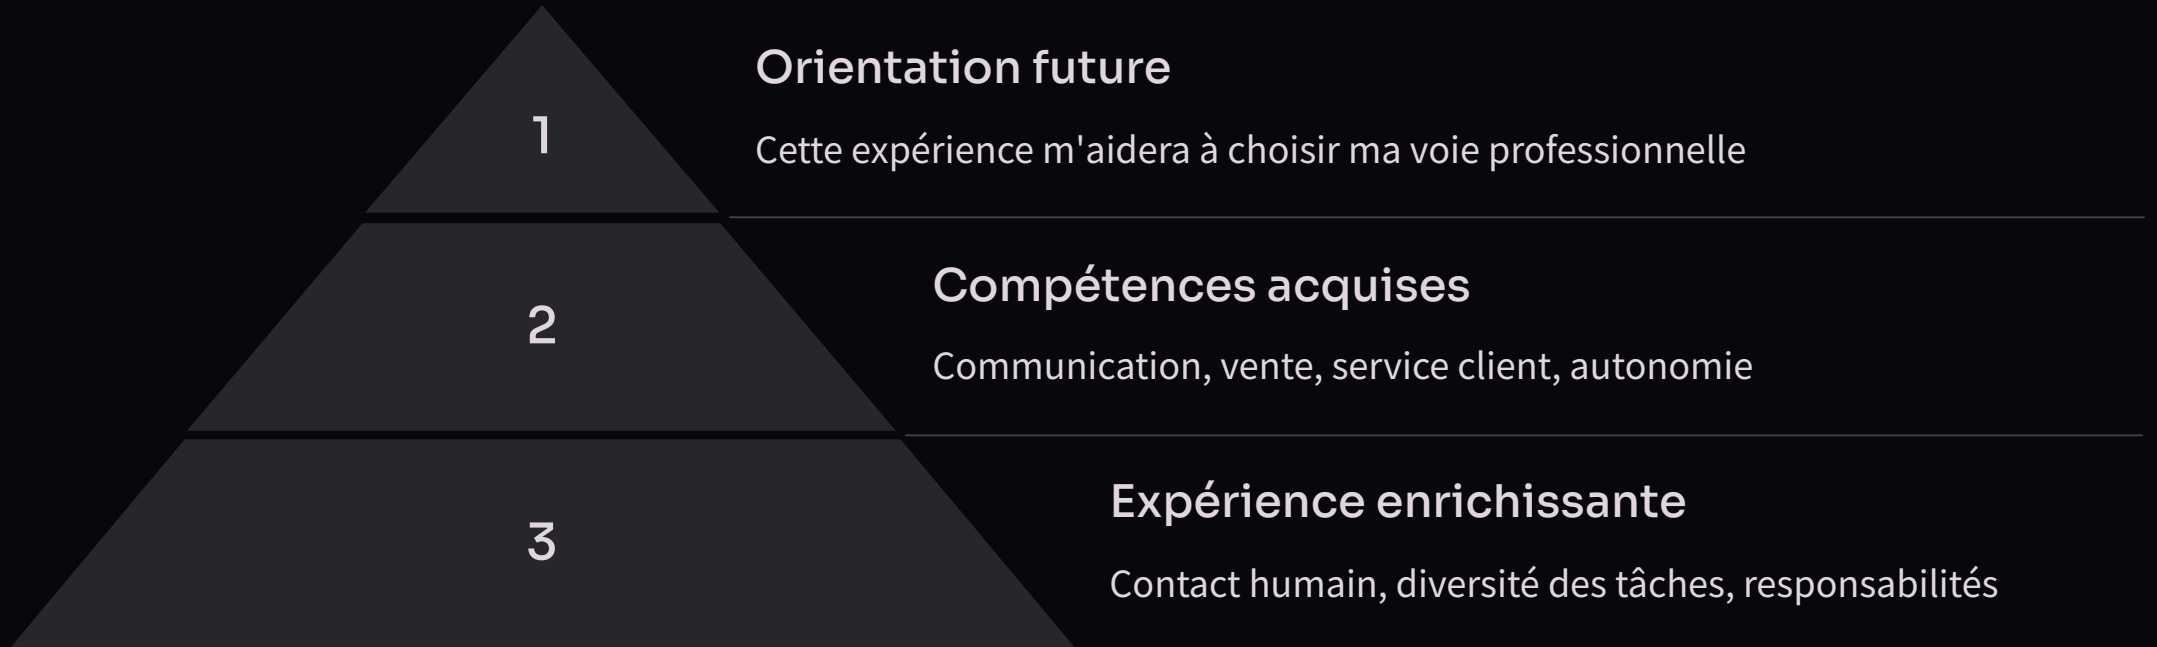 1
Orientation future
Cette expérience m'aidera à choisir ma voie professionnelle
2
Compétences acquises
Communication, vente, service client, autonomie
3
Expérience enrichissante
Contact humain, diversité des tâches, responsabilités